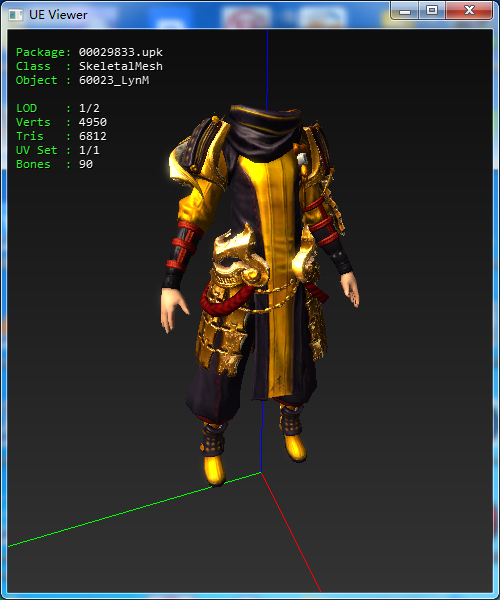 UE Viewer
Package: 00029833.upk
Class : SkeletalMesh
Object : 60023_LynM
LOD : 1/2
Verts : 4950
Tris : 6812
UV Set : 1/1
Bones : 90